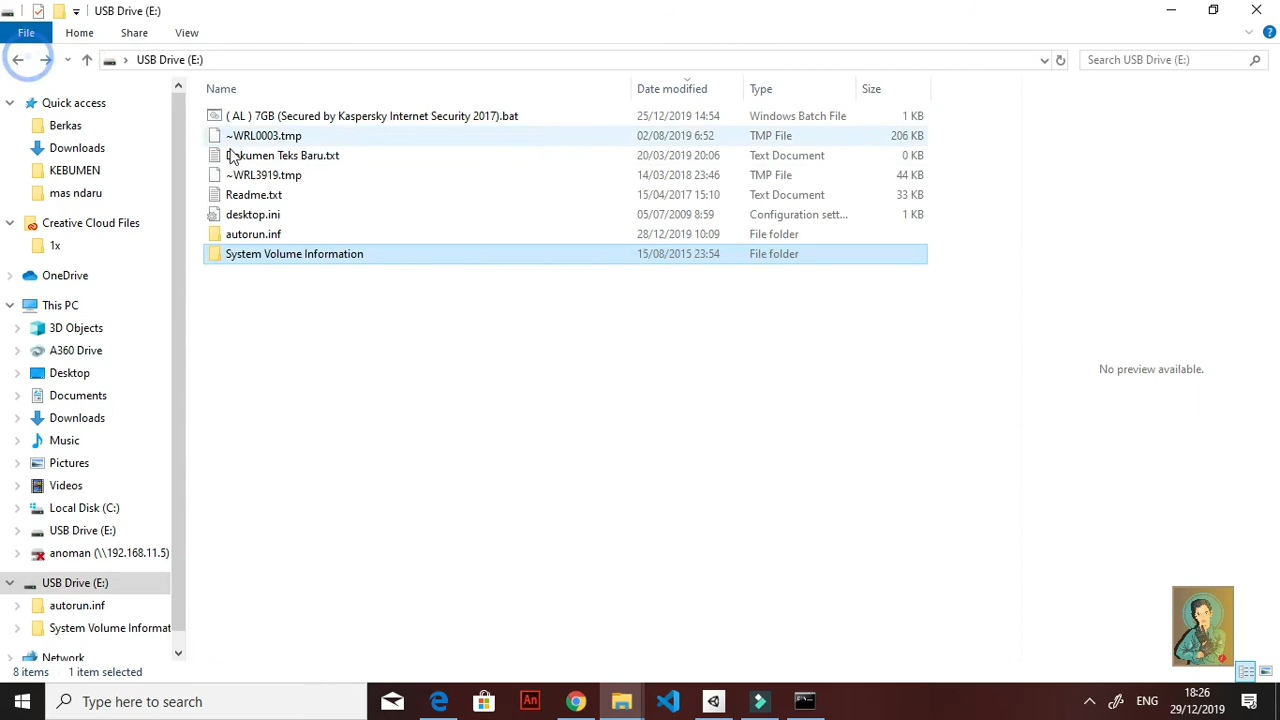 USB Drive (E:)
File Home Share View
USB Drive (E:) Search USB Drive (E:)
Name Date modified Type Size
( AL ) 7GB (Secured by Kaspersky Internet Security 2017).bat 25/12/2019 14:54 Windows Batch File 1 KB
~WRL0003.tmp 02/08/2019 6:52 TMP File 206 KB
Dokumen Teks Baru.txt 20/03/2019 20:06 Text Document 0 KB
~WRL3919.tmp 14/03/2018 23:46 TMP File 44 KB
Readme.txt 15/04/2017 15:10 Text Document 33 KB
desktop.ini 05/07/2009 8:59 Configuration sett... 1 KB
autorun.inf 28/12/2019 10:09 File folder
System Volume Information 15/08/2015 23:54 File folder
Quick access
Berkas
Downloads
KEBUMEN
mas ndaru
Creative Cloud Files
1x
OneDrive
This PC
3D Objects
A360 Drive
Desktop
Documents
Downloads
Music
Pictures
Videos
Local Disk (C:)
USB Drive (E:)
anoman (\\192.168.11.5)
USB Drive (E:)
autorun.inf
System Volume Informat
Network
No preview available.
8 items 1 item selected
Type here to search
An
ENG
18:26
29/12/2019